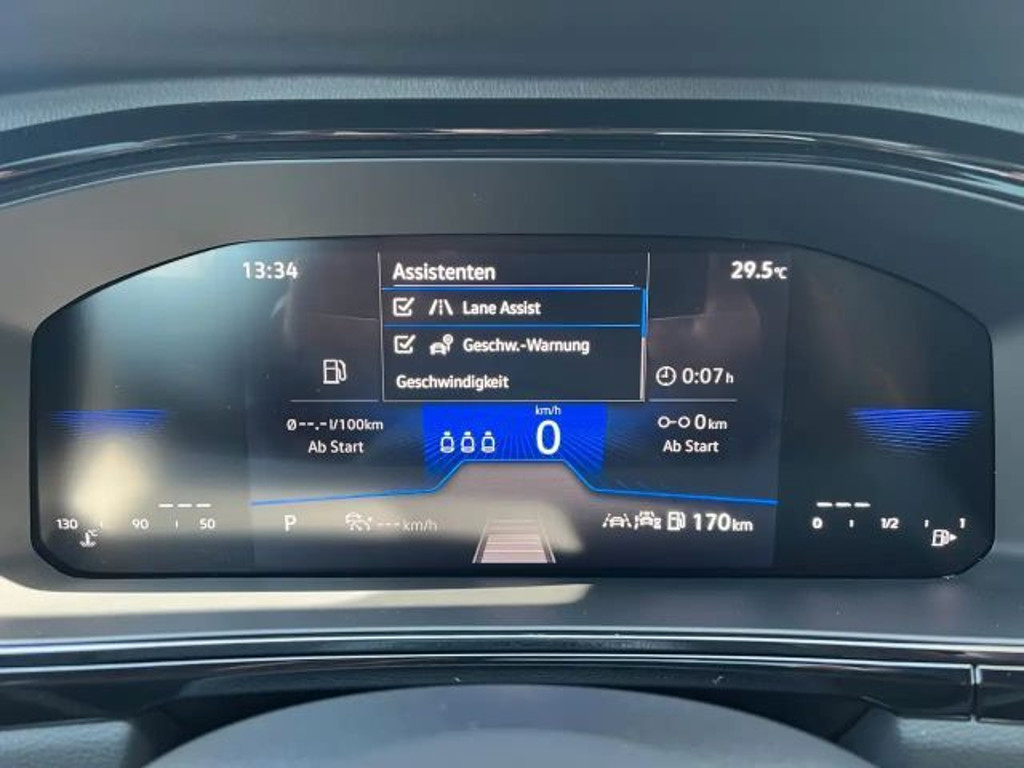 13:34
Assistenten
29.5°C
Lane Assist
Geschw.-Warnung
Geschwindigkeit
0:07h
Ø--.-l/100km
Ab Start
km/h
0
0km
Ab Start
130 90 50
P
---km/h
170km
0 1/2 1